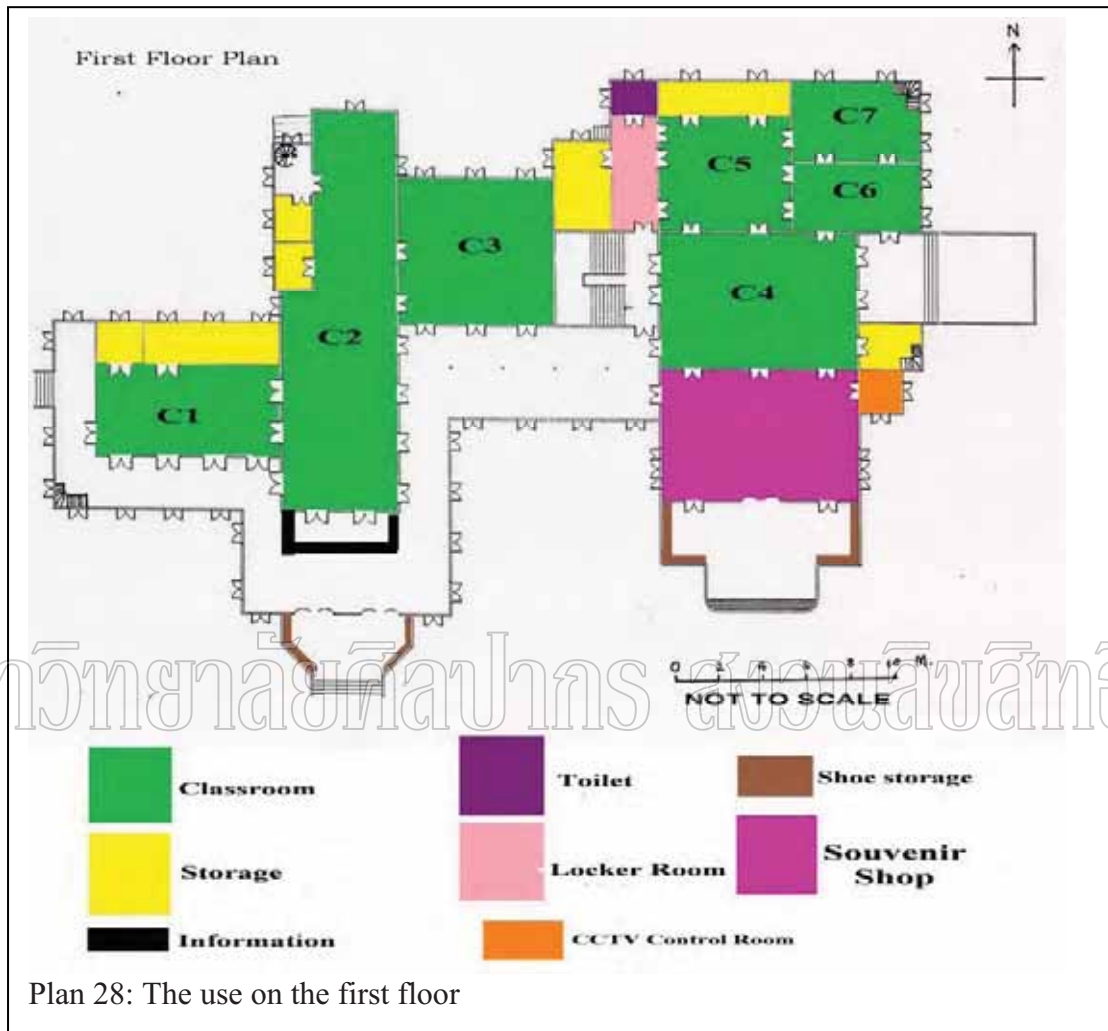 First Floor Plan
N
C7
C5
C6
C3
C4
C2
C1
0 2 4 6 8 10 M.
NOT TO SCALE
Classroom
Toilet
Shoe storage
Storage
Locker Room
Souvenir
Shop
Information
CCTV Control Room
Plan 28: The use on the first floor